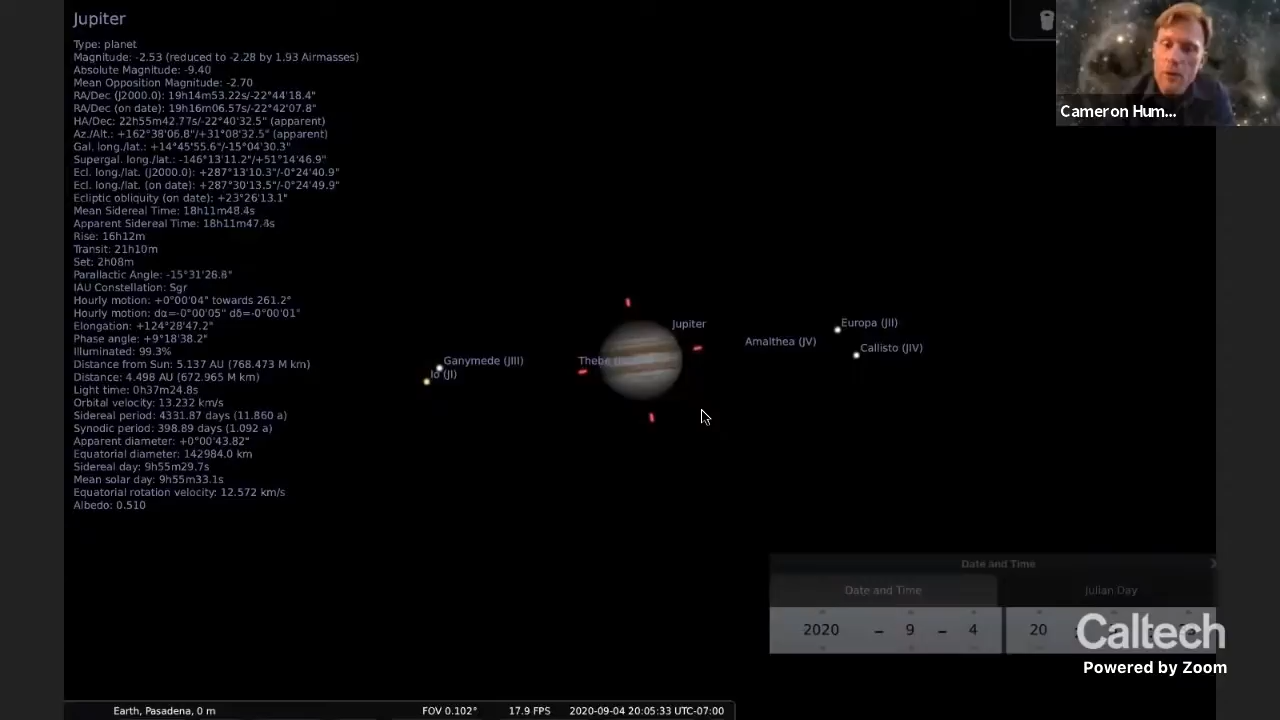 Jupiter
Type: planet
Magnitude: -2.53 (reduced to -2.28 by 1.93 Airmasses)
Absolute Magnitude: -9.40
Mean Opposition Magnitude: -2.70
RA/Dec (J2000.0): 19h14m53.22s/-22°44'18.4"
RA/Dec (on date): 19h16m06.57s/-22°42'07.8"
HA/Dec: 22h55m42.77s/-22°40'32.5" (apparent)
Az./Alt.: +162°38'06.8"/+31°08'32.5" (apparent)
Gal. long./lat.: +14°45'55.6"/-15°04'30.3"
Supergal. long./lat.: -146°13'11.2"/+51°14'46.9"
Ecl. long./lat. (J2000.0): +287°13'10.3"/-0°24'40.9"
Ecl. long./lat. (on date): +287°30'13.5"/-0°24'49.9"
Ecliptic obliquity (on date): +23°26'13.1"
Mean Sidereal Time: 18h11m48.4s
Apparent Sidereal Time: 18h11m47.4s
Rise: 16h12m
Transit: 21h10m
Set: 2h08m
Parallactic Angle: -15°31'26.8"
IAU Constellation: Sgr
Hourly motion: +0°00'04" towards 261.2°
Hourly motion: dα=-0°00'05" dδ=-0°00'01"
Elongation: +124°28'47.2"
Phase angle: +9°18'38.2"
Illuminated: 99.3%
Distance from Sun: 5.137 AU (768.473 M km)
Distance: 4.498 AU (672.965 M km)
Light time: 0h37m24.8s
Orbital velocity: 13.232 km/s
Sidereal period: 4331.87 days (11.860 a)
Synodic period: 398.89 days (1.092 a)
Apparent diameter: +0°00'43.82"
Equatorial diameter: 142984.0 km
Sidereal day: 9h55m29.7s
Mean solar day: 9h55m33.1s
Equatorial rotation velocity: 12.572 km/s
Albedo: 0.510
Cameron Hum...
Jupiter
Europa (JII)
Amalthea (JV)
Callisto (JIV)
Ganymede (JIII)
Io (JI)
Thebe
Date and Time
Date and Time
Julian Day
2020 - 9 - 4
20
Caltech
Powered by Zoom
Earth, Pasadena, 0 m
FOV 0.102°
17.9 FPS
2020-09-04 20:05:33 UTC-07:00